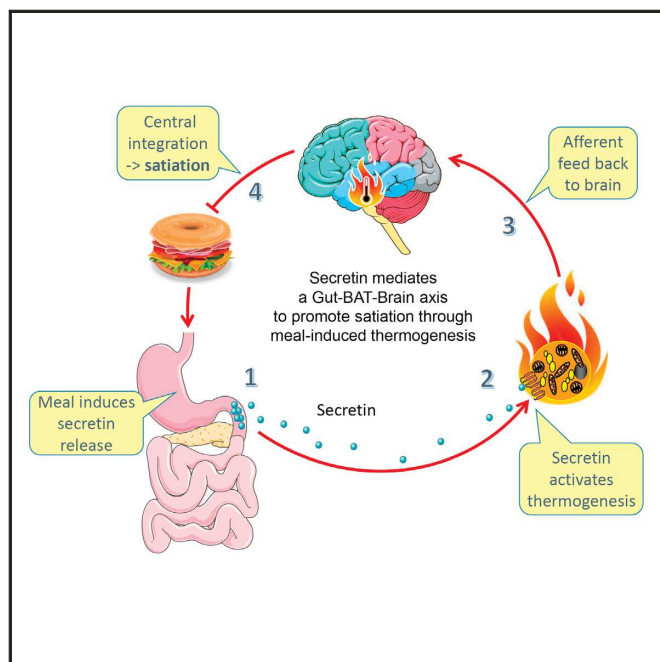 Central
integration
-> satiation
4
Afferent
feed back
to brain
3
Secretin mediates
a Gut-BAT-Brain axis
to promote satiation through
meal-induced thermogenesis
1
2
Meal induces
secretin
release
Secretin
Secretin
activates
thermogenesis